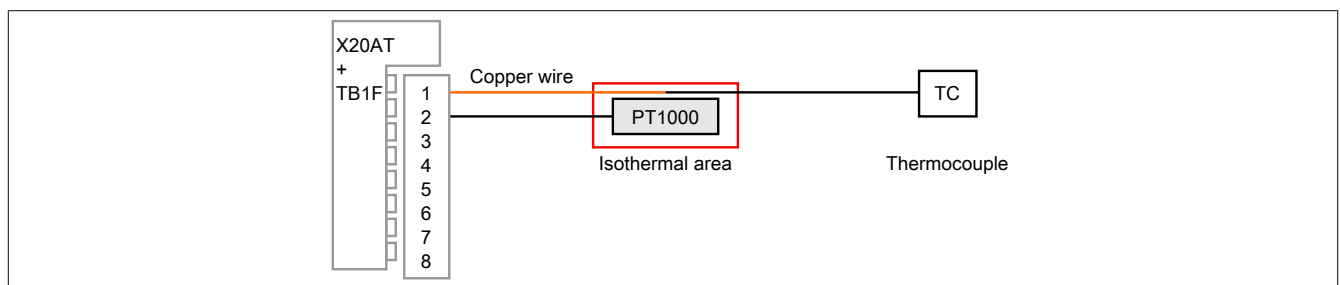 X20AT
+
TB1F
1
2
3
4
5
6
7
8
Copper wire
PT1000
Isothermal area
TC
Thermocouple